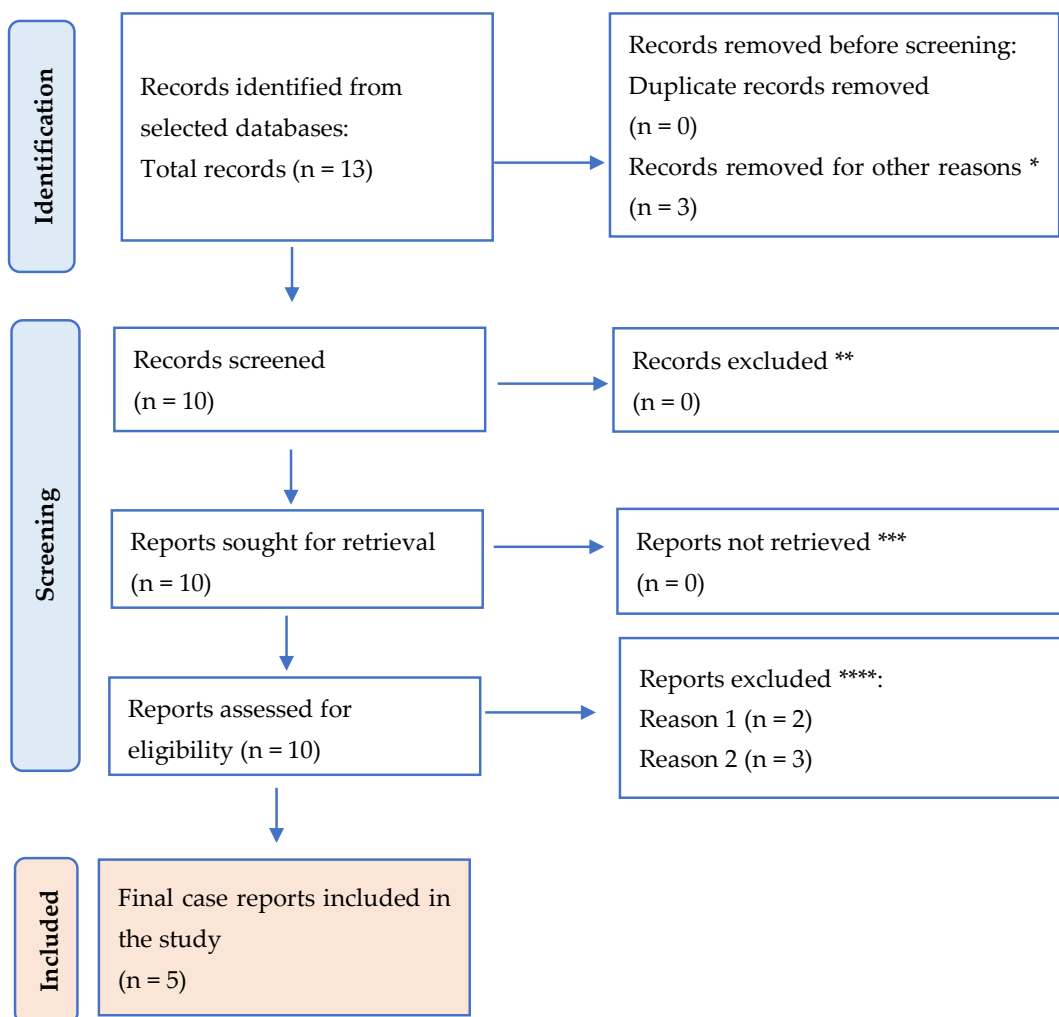 Identification
Records identified from
selected databases:
Total records (n = 13)
Records removed before screening:
Duplicate records removed
(n = 0)
Records removed for other reasons *
(n = 3)
Screening
Records screened
(n = 10)
Records excluded **
(n = 0)
Reports sought for retrieval
(n = 10)
Reports not retrieved ***
(n = 0)
Reports assessed for
eligibility (n = 10)
Reports excluded ****:
Reason 1 (n = 2)
Reason 2 (n = 3)
Included
Final case reports included in
the study
(n = 5)